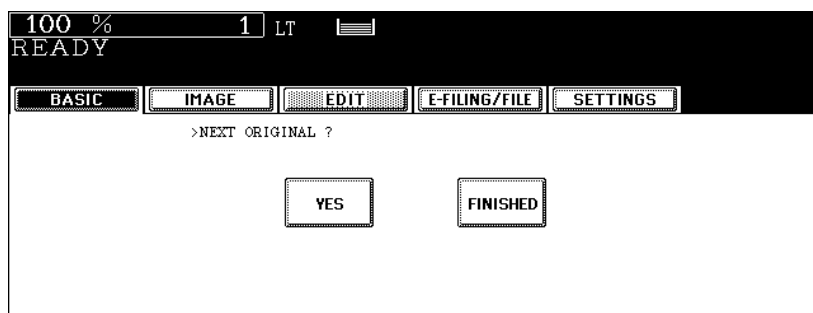 100 % 1 LT
READY
BASIC IMAGE EDIT E-FILING/FILE SETTINGS
>NEXT ORIGINAL ?
YES FINISHED